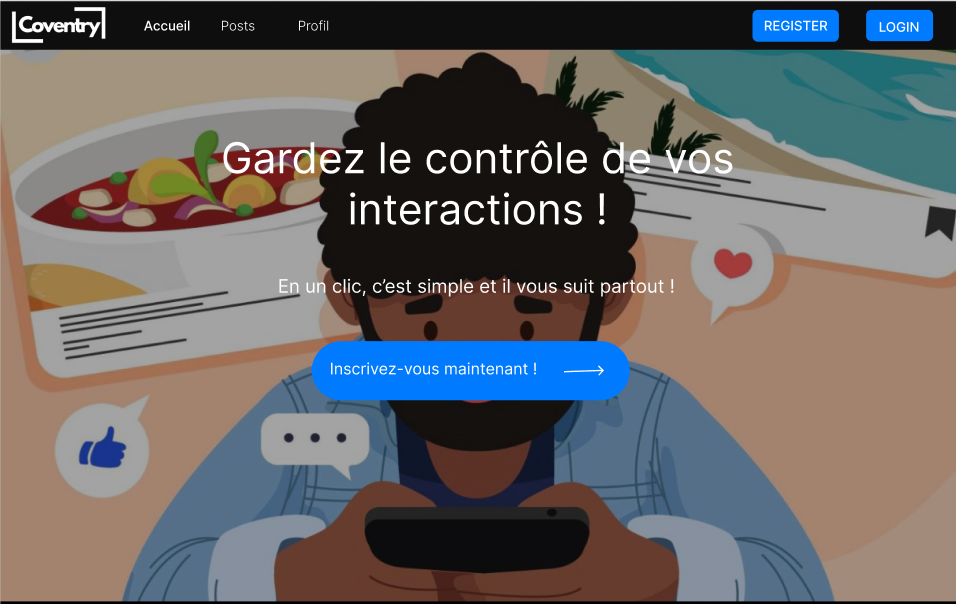 Coventry
Accueil
Posts
Profil
REGISTER
LOGIN
Gardez le contrôle de vos
interactions !
En un clic, c’est simple et il vous suit partout !
Inscrivez-vous maintenant !